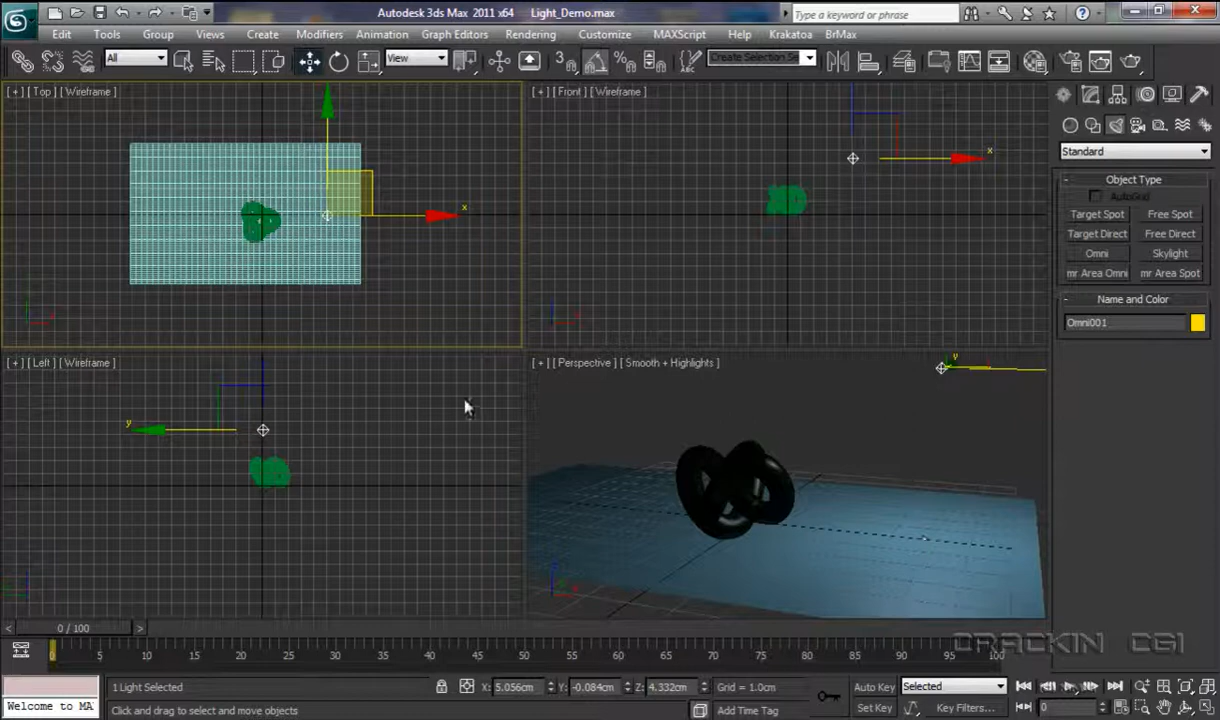 Autodesk 3ds Max 2011 x64 Light_Demo.max
Type a keyword or phrase
Edit Tools Group Views Create Modifiers Animation Graph Editors Rendering Customize MAXScript Help Krakatoa BrMax
All View 3 Create Selection Se
[ + ] [ Top ] [ Wireframe ]
[ + ] [ Front ] [ Wireframe ]
x
x
Standard
- Object Type
AutoGrid
Target Spot Free Spot
Target Direct Free Direct
Omni Skylight
mr Area Omni mr Area Spot
- Name and Color
Omni001
[ + ] [ Left ] [ Wireframe ]
[ + ] [ Perspective ] [ Smooth + Highlights ]
y
y
< 0 / 100 >
CRACKIN CGI
0 5 10 15 20 25 30 35 40 45 50 55 60 65 70 75 80 85 90 95 100
1 Light Selected X: 5.056cm Y: -0.084cm Z: 4.332cm Grid = 1.0cm Auto Key Selected
Welcome to MA Click and drag to select and move objects Add Time Tag Set Key Key Filters... 0